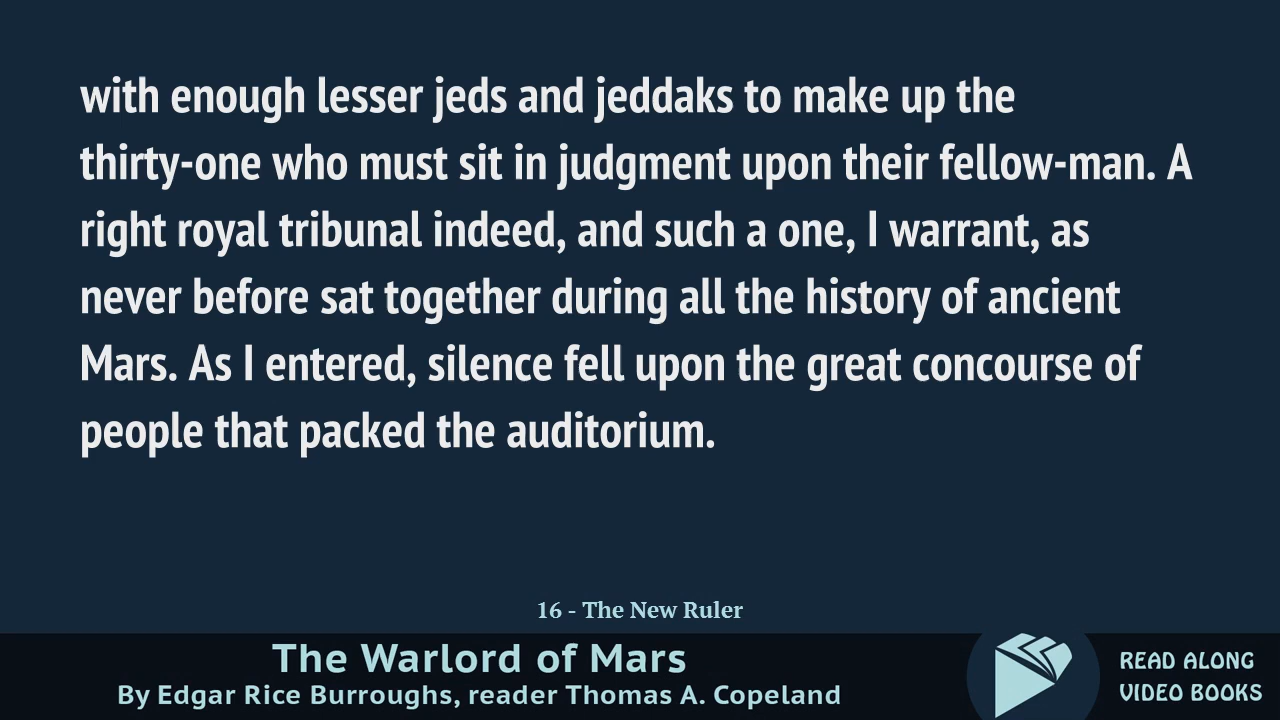 with enough lesser jeds and jeddaks to make up the
thirty-one who must sit in judgment upon their fellow-man. A
right royal tribunal indeed, and such a one, I warrant, as
never before sat together during all the history of ancient
Mars. As I entered, silence fell upon the great concourse of
people that packed the auditorium.
16 - The New Ruler
The Warlord of Mars
By Edgar Rice Burroughs, reader Thomas A. Copeland
READ ALONG
VIDEO BOOKS